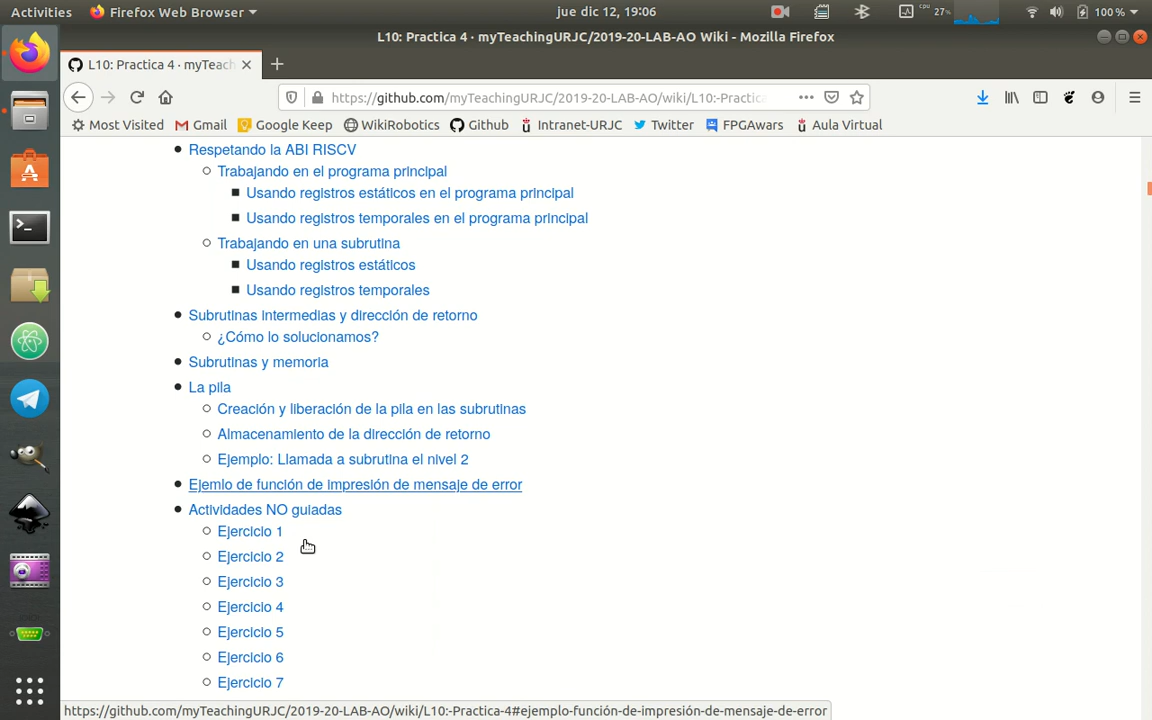 Activities Firefox Web Browser jue dic 12, 19:06 cpu 27% 100 %
L10: Practica 4 · myTeachingURJC/2019-20-LAB-AO Wiki - Mozilla Firefox
L10: Practica 4 · myTeach
https://github.com/myTeachingURJC/2019-20-LAB-AO/wiki/L10:-Practica
Most Visited Gmail Google Keep WikiRobotics Github Intranet-URJC Twitter FPGAwars Aula Virtual
Respetando la ABI RISCV
Trabajando en el programa principal
Usando registros estáticos en el programa principal
Usando registros temporales en el programa principal
Trabajando en una subrutina
Usando registros estáticos
Usando registros temporales
Subrutinas intermedias y dirección de retorno
¿Cómo lo solucionamos?
Subrutinas y memoria
La pila
Creación y liberación de la pila en las subrutinas
Almacenamiento de la dirección de retorno
Ejemplo: Llamada a subrutina el nivel 2
Ejemlo de función de impresión de mensaje de error
Actividades NO guiadas
Ejercicio 1
Ejercicio 2
Ejercicio 3
Ejercicio 4
Ejercicio 5
Ejercicio 6
Ejercicio 7
https://github.com/myTeachingURJC/2019-20-LAB-AO/wiki/L10:-Practica-4#ejemplo-función-de-impresión-de-mensaje-de-error